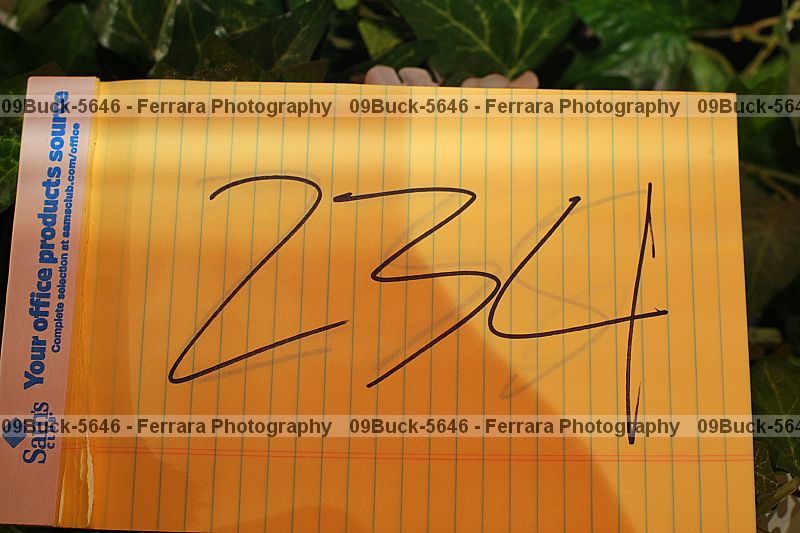 09Buck-5646 - Ferrara Photography 09Buck-5646 - Ferrara Photography 09Buck-564
234
09Buck-5646 - Ferrara Photography 09Buck-5646 - Ferrara Photography 09Buck-564
Your office products source
Complete selection at samsclub.com/office
Sam's
CLUB